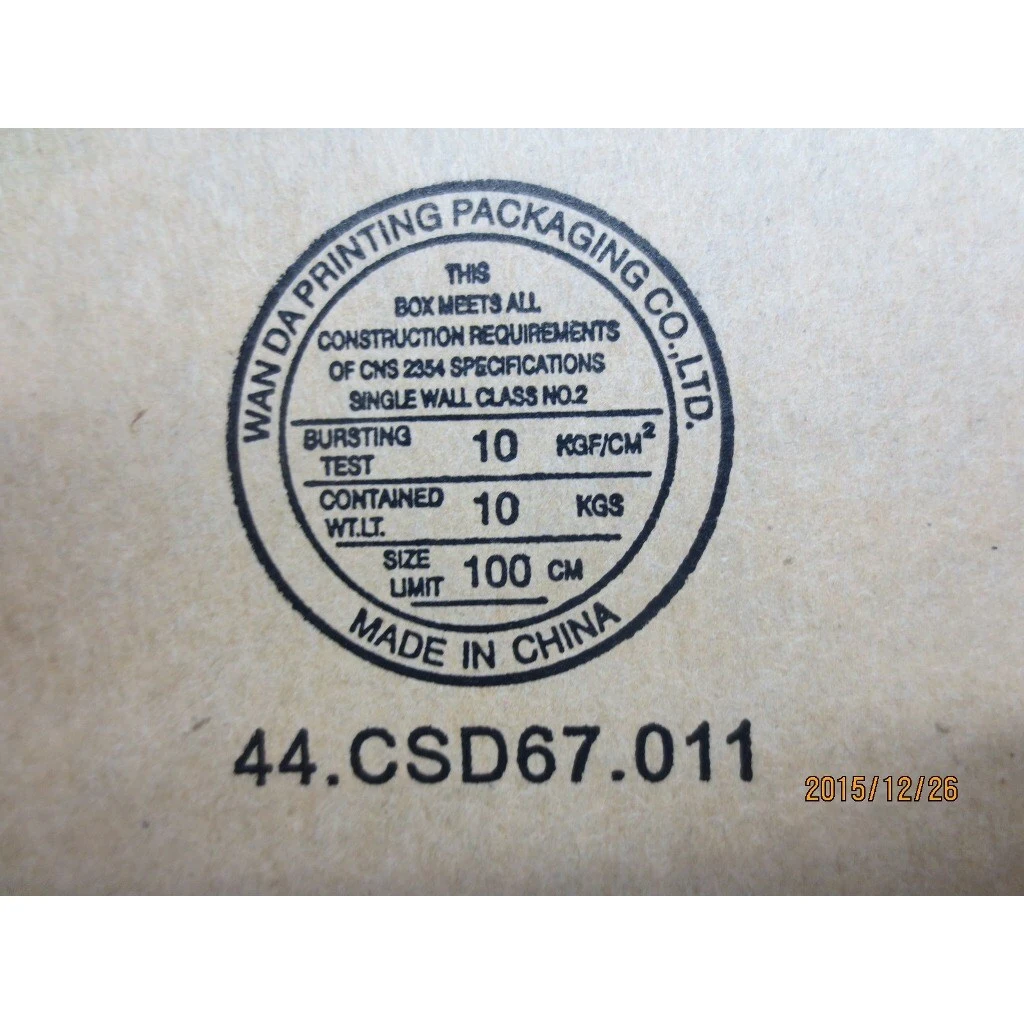 WAN DA PRINTING PACKAGING CO.,LTD.
THIS
BOX MEETS ALL
CONSTRUCTION REQUIREMENTS
OF CNS 2354 SPECIFICATIONS
SINGLE WALL CLASS NO.2
BURSTING TEST 10 KGF/CM²
CONTAINED WT.LT. 10 KGS
SIZE LIMIT 100 CM
MADE IN CHINA
44.CSD67.011
2015/12/26